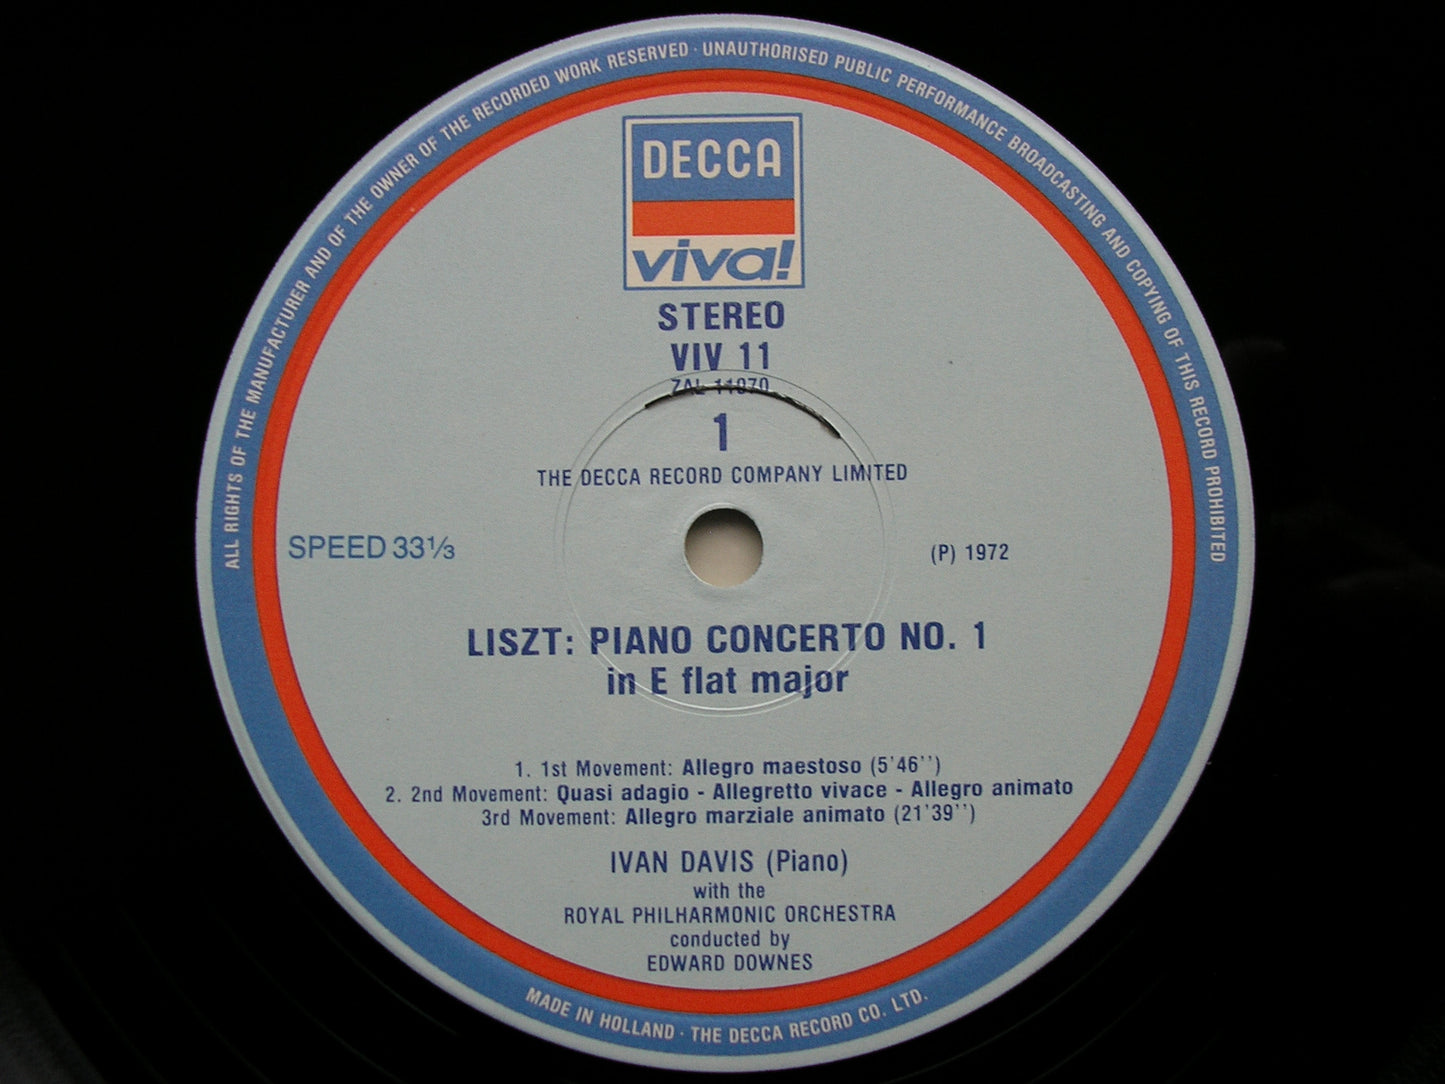 ALL RIGHTS OF THE MANUFACTURER AND OF THE OWNER OF THE RECORDED WORK RESERVED · UNAUTHORISED PUBLIC PERFORMANCE BROADCASTING AND COPYING OF THIS RECORD PROHIBITED
DECCA
viva!
STEREO
VIV 11
ZAL 11070
1
THE DECCA RECORD COMPANY LIMITED
SPEED 33⅓
(P) 1972
LISZT: PIANO CONCERTO NO. 1
in E flat major
1. 1st Movement: Allegro maestoso (5'46'')
2. 2nd Movement: Quasi adagio - Allegretto vivace - Allegro animato
3rd Movement: Allegro marziale animato (21'39'')
IVAN DAVIS (Piano)
with the
ROYAL PHILHARMONIC ORCHESTRA
conducted by
EDWARD DOWNES
MADE IN HOLLAND · THE DECCA RECORD CO. LTD.